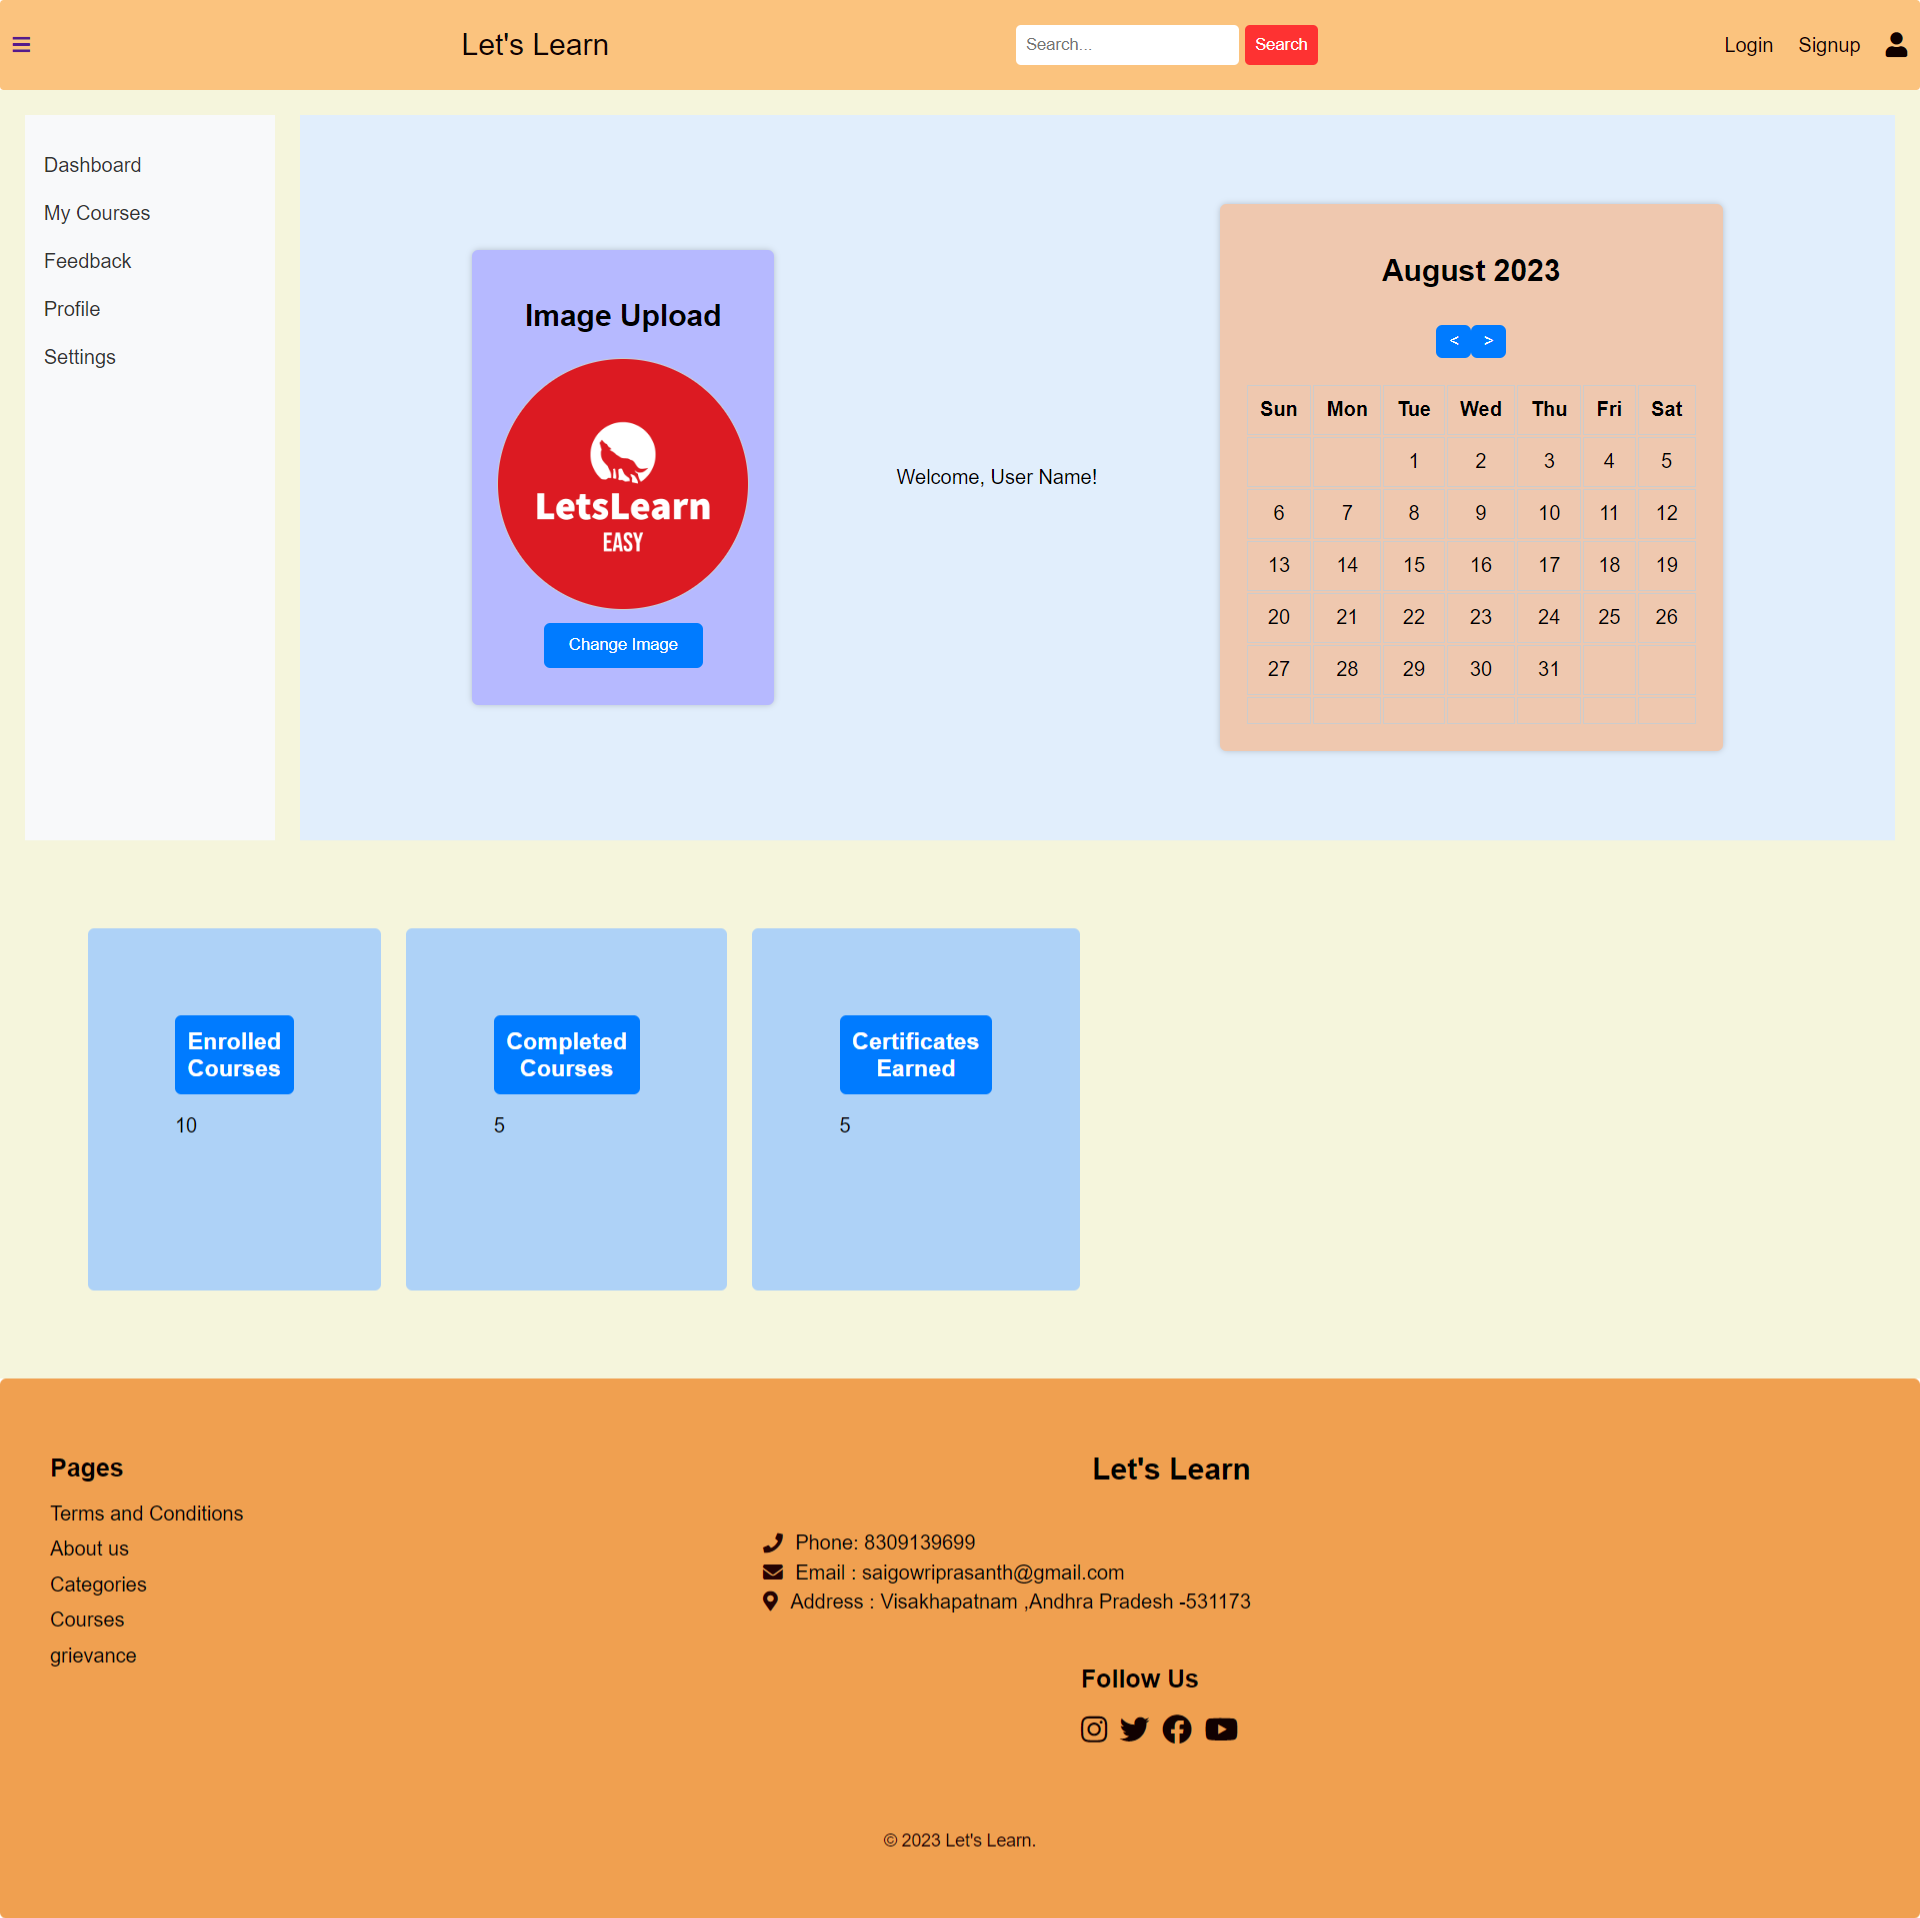 Let's Learn
Search...
Search
Login
Signup
Dashboard
My Courses
Feedback
Profile
Settings
Image Upload
LetsLearn
EASY
Change Image
Welcome, User Name!
August 2023
< >
Sun Mon Tue Wed Thu Fri Sat
1 2 3 4 5
6 7 8 9 10 11 12
13 14 15 16 17 18 19
20 21 22 23 24 25 26
27 28 29 30 31
Enrolled
Courses
10
Completed
Courses
5
Certificates
Earned
5
Pages
Terms and Conditions
About us
Categories
Courses
grievance
Let's Learn
Phone: 8309139699
Email : saigowriprasanth@gmail.com
Address : Visakhapatnam ,Andhra Pradesh -531173
Follow Us
© 2023 Let's Learn.